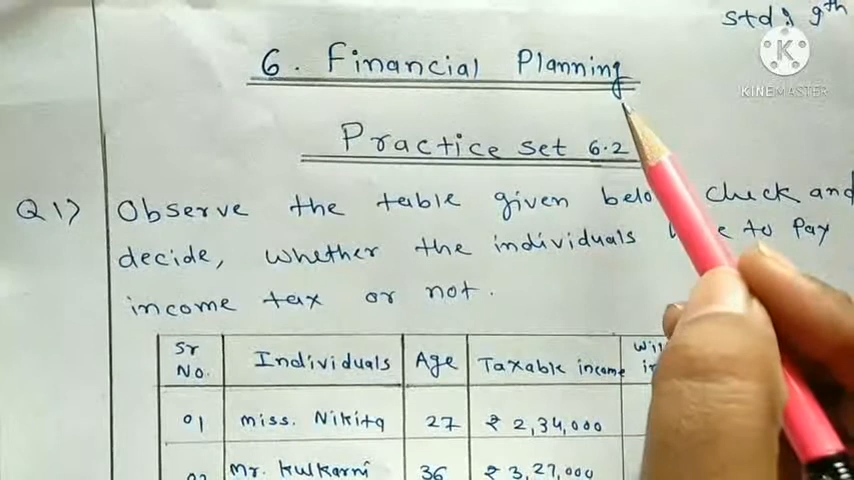 Std: 9th
KINEMASTER
6. Financial Planning
Practice set 6.2
Q1) Observe the table given check and
decide, whether the individuals to pay
income tax or not.
Sr No. Individuals Age Taxable income
01 miss. Nikita 27 ₹ 2,34,000
Mr. Kulkarni 36 ₹ 3,27,000